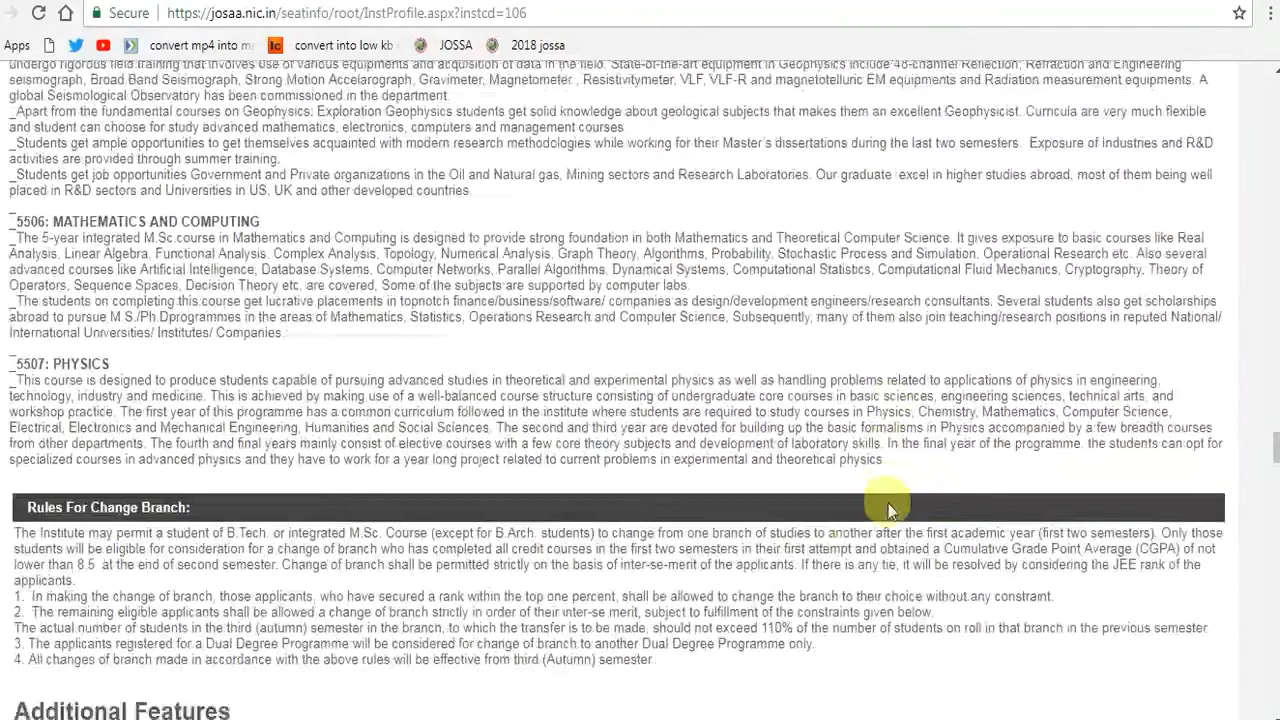 Secure https://josaa.nic.in/seatinfo/root/InstProfile.aspx?instcd=106
Apps convert mp4 into m convert into low kb JOSSA 2018 jossa
undergo rigorous field training that involves use of various equipments and acquisition of data in the field. State-of-the-art equipment in Geophysics include 48-channel Reflection, Refraction and Engineering
seismograph, Broad Band Seismograph, Strong Motion Accelarograph, Gravimeter, Magnetometer , Resistivitymeter, VLF, VLF-R and magnetotelluric EM equipments and Radiation measurement equipments. A
global Seismological Observatory has been commissioned in the department.
_Apart from the fundamental courses on Geophysics: Exploration Geophysics students get solid knowledge about geological subjects that makes them an excellent Geophysicist. Curricula are very much flexible
and student can choose for study advanced mathematics, electronics, computers and management courses
_Students get ample opportunities to get themselves acquainted with modern research methodologies while working for their Master's dissertations during the last two semesters. Exposure of Industries and R&D
activities are provided through summer training.
_Students get job opportunities Government and Private organizations in the Oil and Natural gas, Mining sectors and Research Laboratories. Our graduate excel in higher studies abroad, most of them being well
placed in R&D sectors and Universities in US, UK and other developed countries.
_
_5506: MATHEMATICS AND COMPUTING
_The 5-year integrated M.Sc.course in Mathematics and Computing is designed to provide strong foundation in both Mathematics and Theoretical Computer Science. It gives exposure to basic courses like Real
Analysis, Linear Algebra, Functional Analysis, Complex Analysis, Topology, Numerical Analysis, Graph Theory, Algorithms, Probability, Stochastic Process and Simulation, Operational Research etc. Also several
advanced courses like Artificial Intelligence, Database Systems, Computer Networks, Parallel Algorithms, Dynamical Systems, Computational Statistcs, Computational Fluid Mechanics, Cryptography, Theory of
Operators, Sequence Spaces, Decision Theory etc. are covered. Some of the subjects are supported by computer labs.
_The students on completing this course get lucrative placements in topnotch finance/business/software/ companies as design/development engineers/research consultants. Several students also get scholarships
abroad to pursue M.S./Ph.Dprogrammes in the areas of Mathematics, Statistics, Operations Research and Computer Science, Subsequently, many of them also join teaching/research positions in reputed National/
International Universities/ Institutes/ Companies.
_
_5507: PHYSICS
_This course is designed to produce students capable of pursuing advanced studies in theoretical and experimental physics as well as handling problems related to applications of physics in engineering,
technology, industry and medicine. This is achieved by making use of a well-balanced course structure consisting of undergraduate core courses in basic sciences, engineering sciences, technical arts, and
workshop practice. The first year of this programme has a common curriculum followed in the institute where students are required to study courses in Physics, Chemistry, Mathematics, Computer Science,
Electrical, Electronics and Mechanical Engineering, Humanities and Social Sciences. The second and third year are devoted for building up the basic formalisms in Physics accompanied by a few breadth courses
from other departments. The fourth and final years mainly consist of elective courses with a few core theory subjects and development of laboratory skills. In the final year of the programme. the students can opt for
specialized courses in advanced physics and they have to work for a year long project related to current problems in experimental and theoretical physics.
Rules For Change Branch:
The Institute may permit a student of B.Tech. or integrated M.Sc. Course (except for B.Arch. students) to change from one branch of studies to another after the first academic year (first two semesters). Only those
students will be eligible for consideration for a change of branch who has completed all credit courses in the first two semesters in their first attempt and obtained a Cumulative Grade Point Average (CGPA) of not
lower than 8.5 at the end of second semester. Change of branch shall be permitted strictly on the basis of inter-se-merit of the applicants. If there is any tie, it will be resolved by considering the JEE rank of the
applicants.
1. In making the change of branch, those applicants, who have secured a rank within the top one percent, shall be allowed to change the branch to their choice without any constraint.
2. The remaining eligible applicants shall be allowed a change of branch strictly in order of their inter-se merit, subject to fulfillment of the constraints given below.
The actual number of students in the third (autumn) semester in the branch, to which the transfer is to be made, should not exceed 110% of the number of students on roll in that branch in the previous semester.
3. The applicants registered for a Dual Degree Programme will be considered for change of branch to another Dual Degree Programme only.
4. All changes of branch made in accordance with the above rules will be effective from third (Autumn) semester.
Additional Features